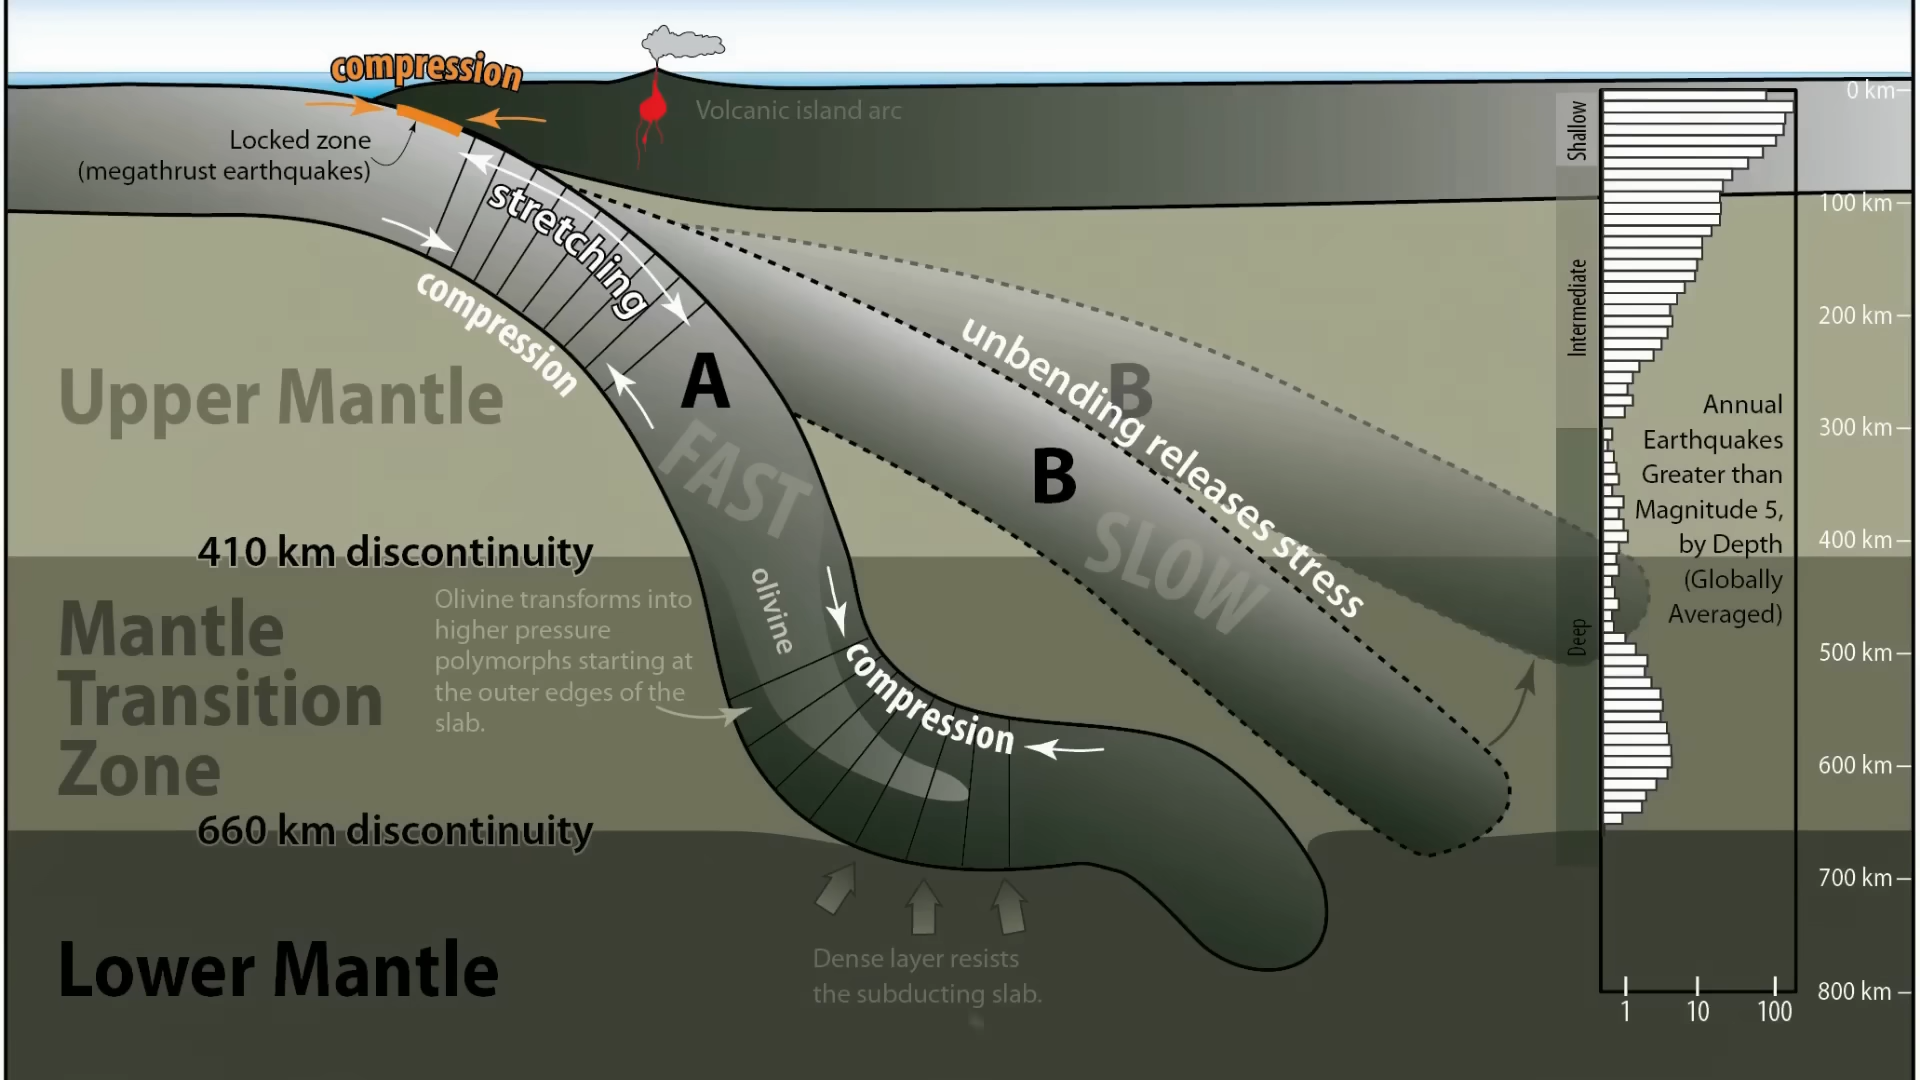 compression
Volcanic island arc
Locked zone
(megathrust earthquakes)
stretching
compression
A
FAST
B
unbending releases stress
B
SLOW
Upper Mantle
410 km discontinuity
Olivine transforms into
higher pressure
polymorphs starting at
the outer edges of the
slab.
olivine
compression
Mantle
Transition
Zone
660 km discontinuity
Lower Mantle
Dense layer resists
the subducting slab.
Shallow
Intermediate
Deep
Annual
Earthquakes
Greater than
Magnitude 5,
by Depth
(Globally
Averaged)
0 km
100 km
200 km
300 km
400 km
500 km
600 km
700 km
800 km
1 10 100